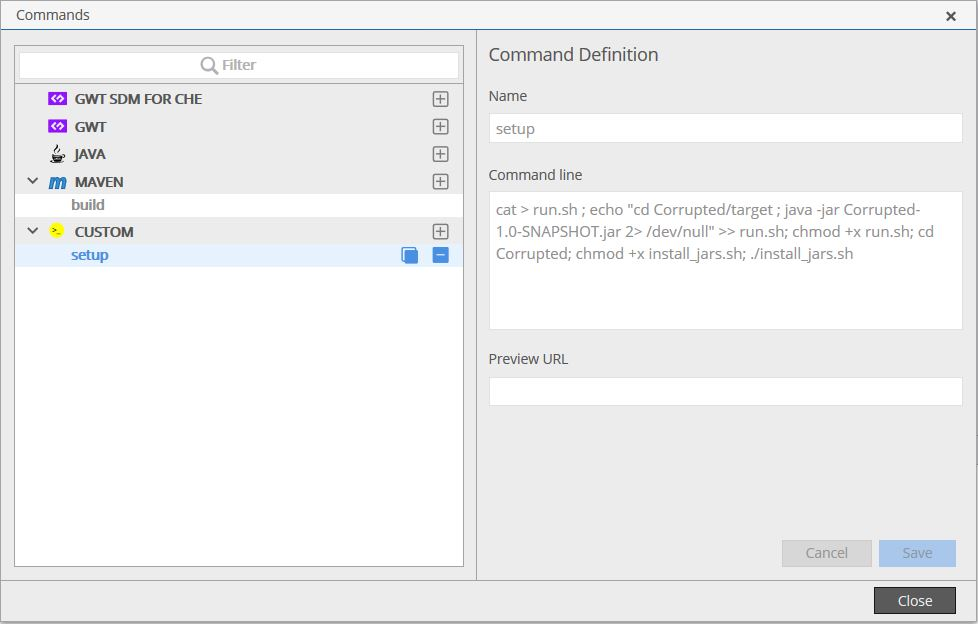 Commands
Filter
GWT SDM FOR CHE
GWT
JAVA
MAVEN
build
CUSTOM
setup
Command Definition
Name
setup
Command line
cat > run.sh ; echo "cd Corrupted/target ; java -jar Corrupted-
1.0-SNAPSHOT.jar 2> /dev/null" >> run.sh; chmod +x run.sh; cd
Corrupted; chmod +x install_jars.sh; ./install_jars.sh
Preview URL
Cancel
Save
Close